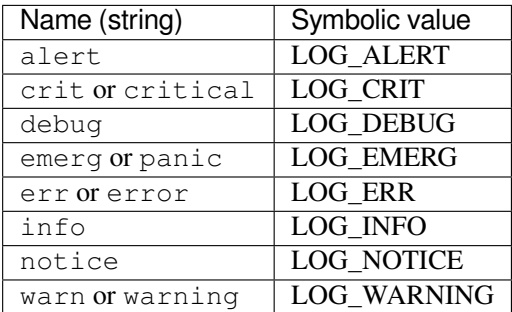 Name (string) Symbolic value
alert LOG_ALERT
crit or critical LOG_CRIT
debug LOG_DEBUG
emerg or panic LOG_EMERG
err or error LOG_ERR
info LOG_INFO
notice LOG_NOTICE
warn or warning LOG_WARNING